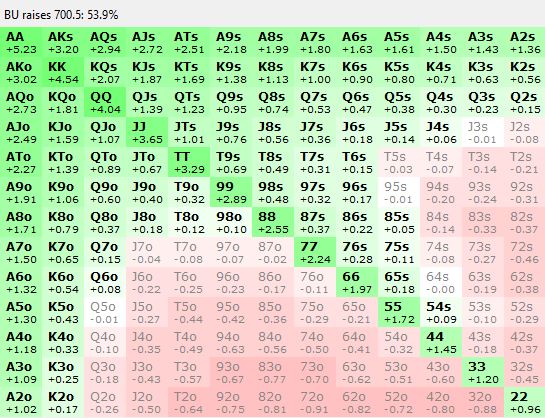 BU raises 700.5: 53.9%
AA AKs AQs AJs ATs A9s A8s A7s A6s A5s A4s A3s A2s
+5.23 +3.20 +2.94 +2.72 +2.51 +2.18 +1.99 +1.80 +1.63 +1.61 +1.50 +1.43 +1.36
AKo KK KQs KJs KTs K9s K8s K7s K6s K5s K4s K3s K2s
+3.02 +4.54 +2.07 +1.87 +1.69 +1.38 +1.13 +1.00 +0.90 +0.80 +0.71 +0.63 +0.56
AQo KQo QQ QJs QTs Q9s Q8s Q7s Q6s Q5s Q4s Q3s Q2s
+2.73 +1.81 +4.04 +1.39 +1.23 +0.95 +0.74 +0.53 +0.47 +0.38 +0.30 +0.23 +0.15
AJo KJo QJo JJ JTs J9s J8s J7s J6s J5s J4s J3s J2s
+2.49 +1.59 +1.07 +3.65 +1.01 +0.76 +0.56 +0.36 +0.18 +0.14 +0.06 -0.01 -0.08
ATo KTo QTo JTo TT T9s T8s T7s T6s T5s T4s T3s T2s
+2.27 +1.39 +0.89 +0.67 +3.29 +0.69 +0.49 +0.31 +0.15 -0.03 -0.07 -0.14 -0.21
A9o K9o Q9o J9o T9o 99 98s 97s 96s 95s 94s 93s 92s
+1.91 +1.06 +0.60 +0.40 +0.32 +2.89 +0.48 +0.32 +0.17 -0.01 -0.20 -0.24 -0.31
A8o K8o Q8o J8o T8o 98o 88 87s 86s 85s 84s 83s 82s
+1.71 +0.79 +0.37 +0.18 +0.12 +0.10 +2.55 +0.37 +0.22 +0.05 -0.14 -0.33 -0.37
A7o K7o Q7o J7o T7o 97o 87o 77 76s 75s 74s 73s 72s
+1.50 +0.65 +0.15 -0.04 -0.08 -0.07 -0.02 +2.24 +0.28 +0.11 -0.08 -0.27 -0.46
A6o K6o Q6o J6o T6o 96o 86o 76o 66 65s 64s 63s 62s
+1.32 +0.54 +0.08 -0.22 -0.25 -0.23 -0.17 -0.11 +1.97 +0.18 -0.00 -0.19 -0.38
A5o K5o Q5o J5o T5o 95o 85o 75o 65o 55 54s 53s 52s
+1.30 +0.43 -0.01 -0.27 -0.44 -0.42 -0.36 -0.29 -0.21 +1.72 +0.09 -0.10 -0.29
A4o K4o Q4o J4o T4o 94o 84o 74o 64o 54o 44 43s 42s
+1.18 +0.33 -0.10 -0.35 -0.49 -0.63 -0.56 -0.50 -0.41 -0.32 +1.45 -0.18 -0.37
A3o K3o Q3o J3o T3o 93o 83o 73o 63o 53o 43o 33 32s
+1.09 +0.25 -0.18 -0.43 -0.57 -0.67 -0.77 -0.70 -0.62 -0.51 -0.60 +1.20 -0.45
A2o K2o Q2o J2o T2o 92o 82o 72o 62o 52o 42o 32o 22
+1.02 +0.17 -0.26 -0.50 -0.64 -0.75 -0.81 -0.91 -0.82 -0.72 -0.80 -0.88 +0.96